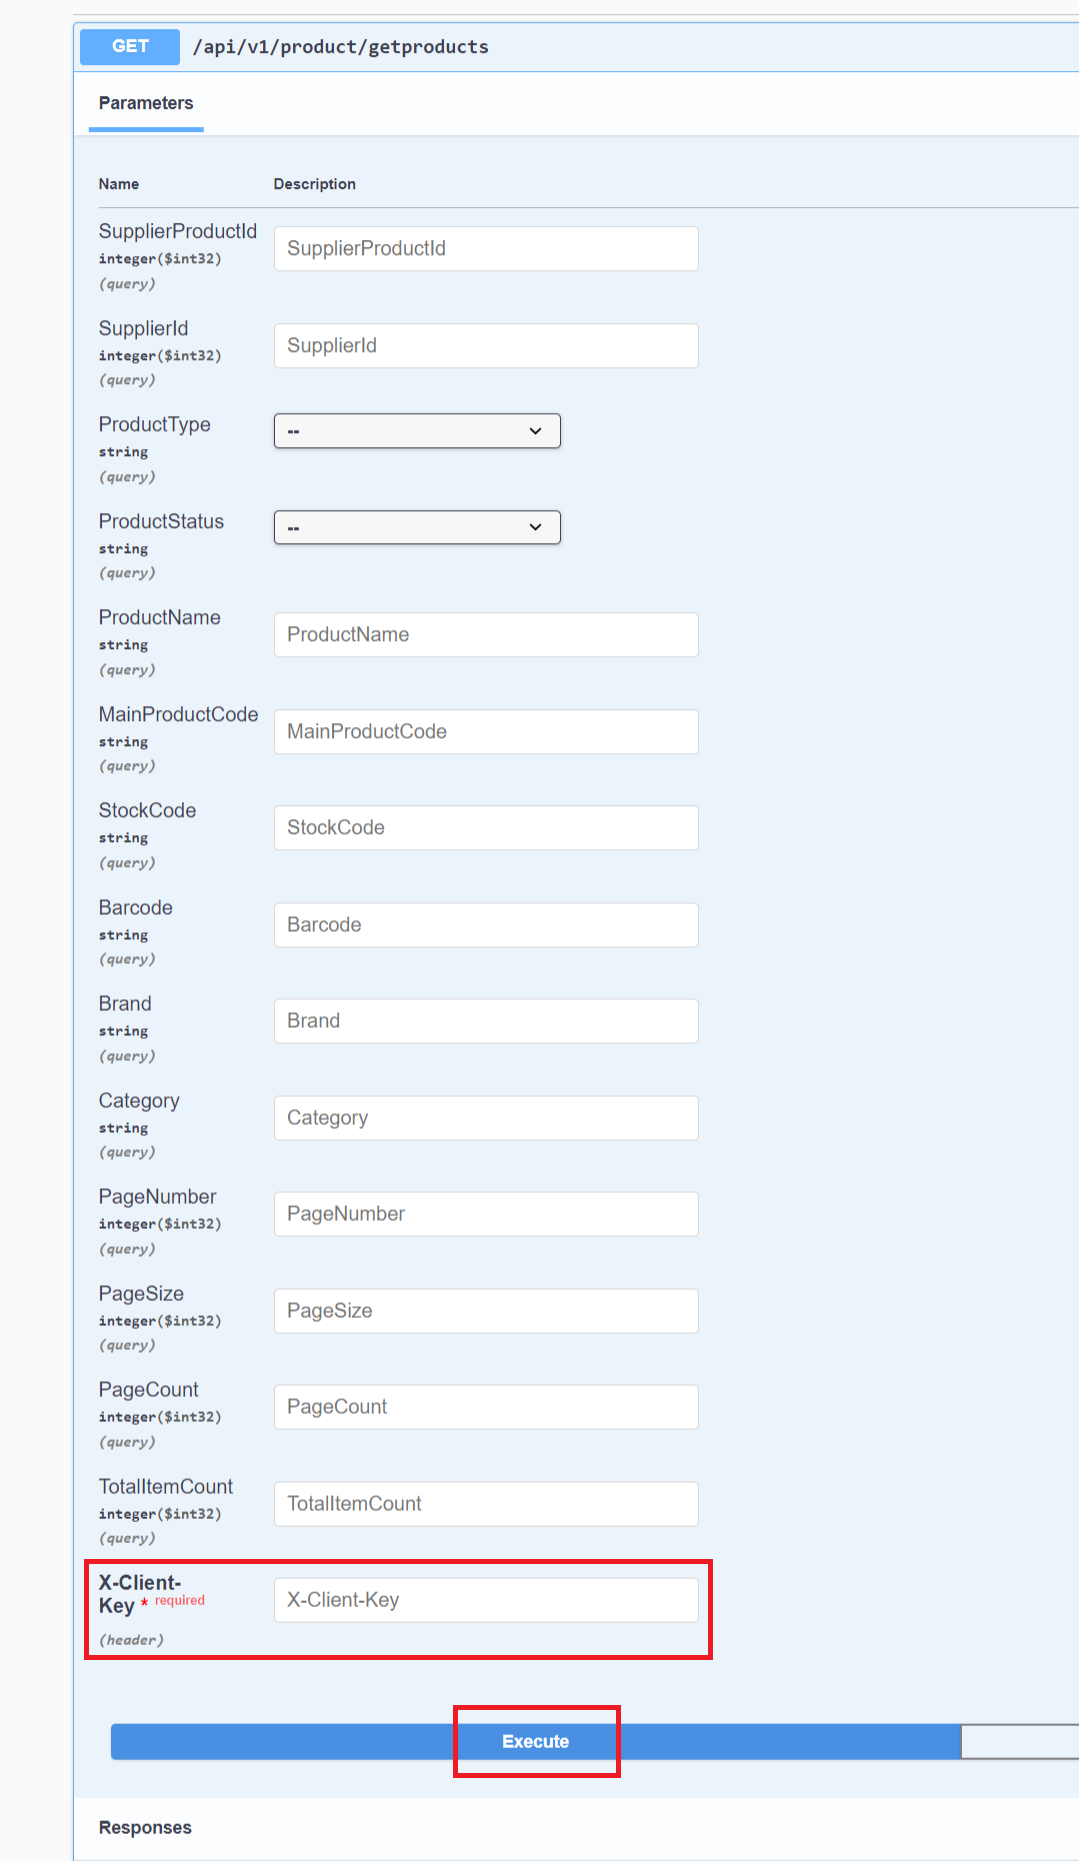 GET /api/v1/product/getproducts
Parameters
Name Description
SupplierProductId
integer($int32)
(query)
SupplierProductId
SupplierId
integer($int32)
(query)
SupplierId
ProductType
string
(query)
--
ProductStatus
string
(query)
--
ProductName
string
(query)
ProductName
MainProductCode
string
(query)
MainProductCode
StockCode
string
(query)
StockCode
Barcode
string
(query)
Barcode
Brand
string
(query)
Brand
Category
string
(query)
Category
PageNumber
integer($int32)
(query)
PageNumber
PageSize
integer($int32)
(query)
PageSize
PageCount
integer($int32)
(query)
PageCount
TotalItemCount
integer($int32)
(query)
TotalItemCount
X-Client-
Key * required
(header)
X-Client-Key
Execute
Responses